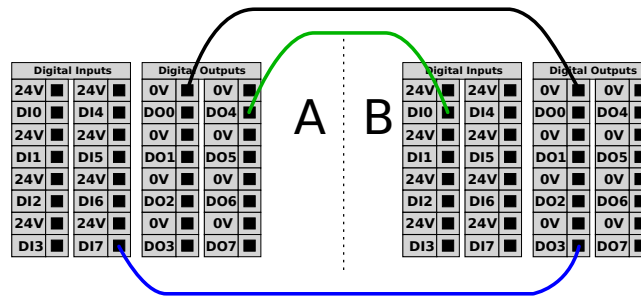 Digital Inputs Digital Outputs Digital Inputs Digital Outputs
24V 24V 0V 0V 24V 24V 0V 0V
DI0 DI4 DO0 DO4 A B DI0 DI4 DO0 DO4
24V 24V 0V 0V 24V 24V 0V 0V
DI1 DI5 DO1 DO5 DI1 DI5 DO1 DO5
24V 24V 0V 0V 24V 24V 0V 0V
DI2 DI6 DO2 DO6 DI2 DI6 DO2 DO6
24V 24V 0V 0V 24V 24V 0V 0V
DI3 DI7 DO3 DO7 DI3 DI7 DO3 DO7